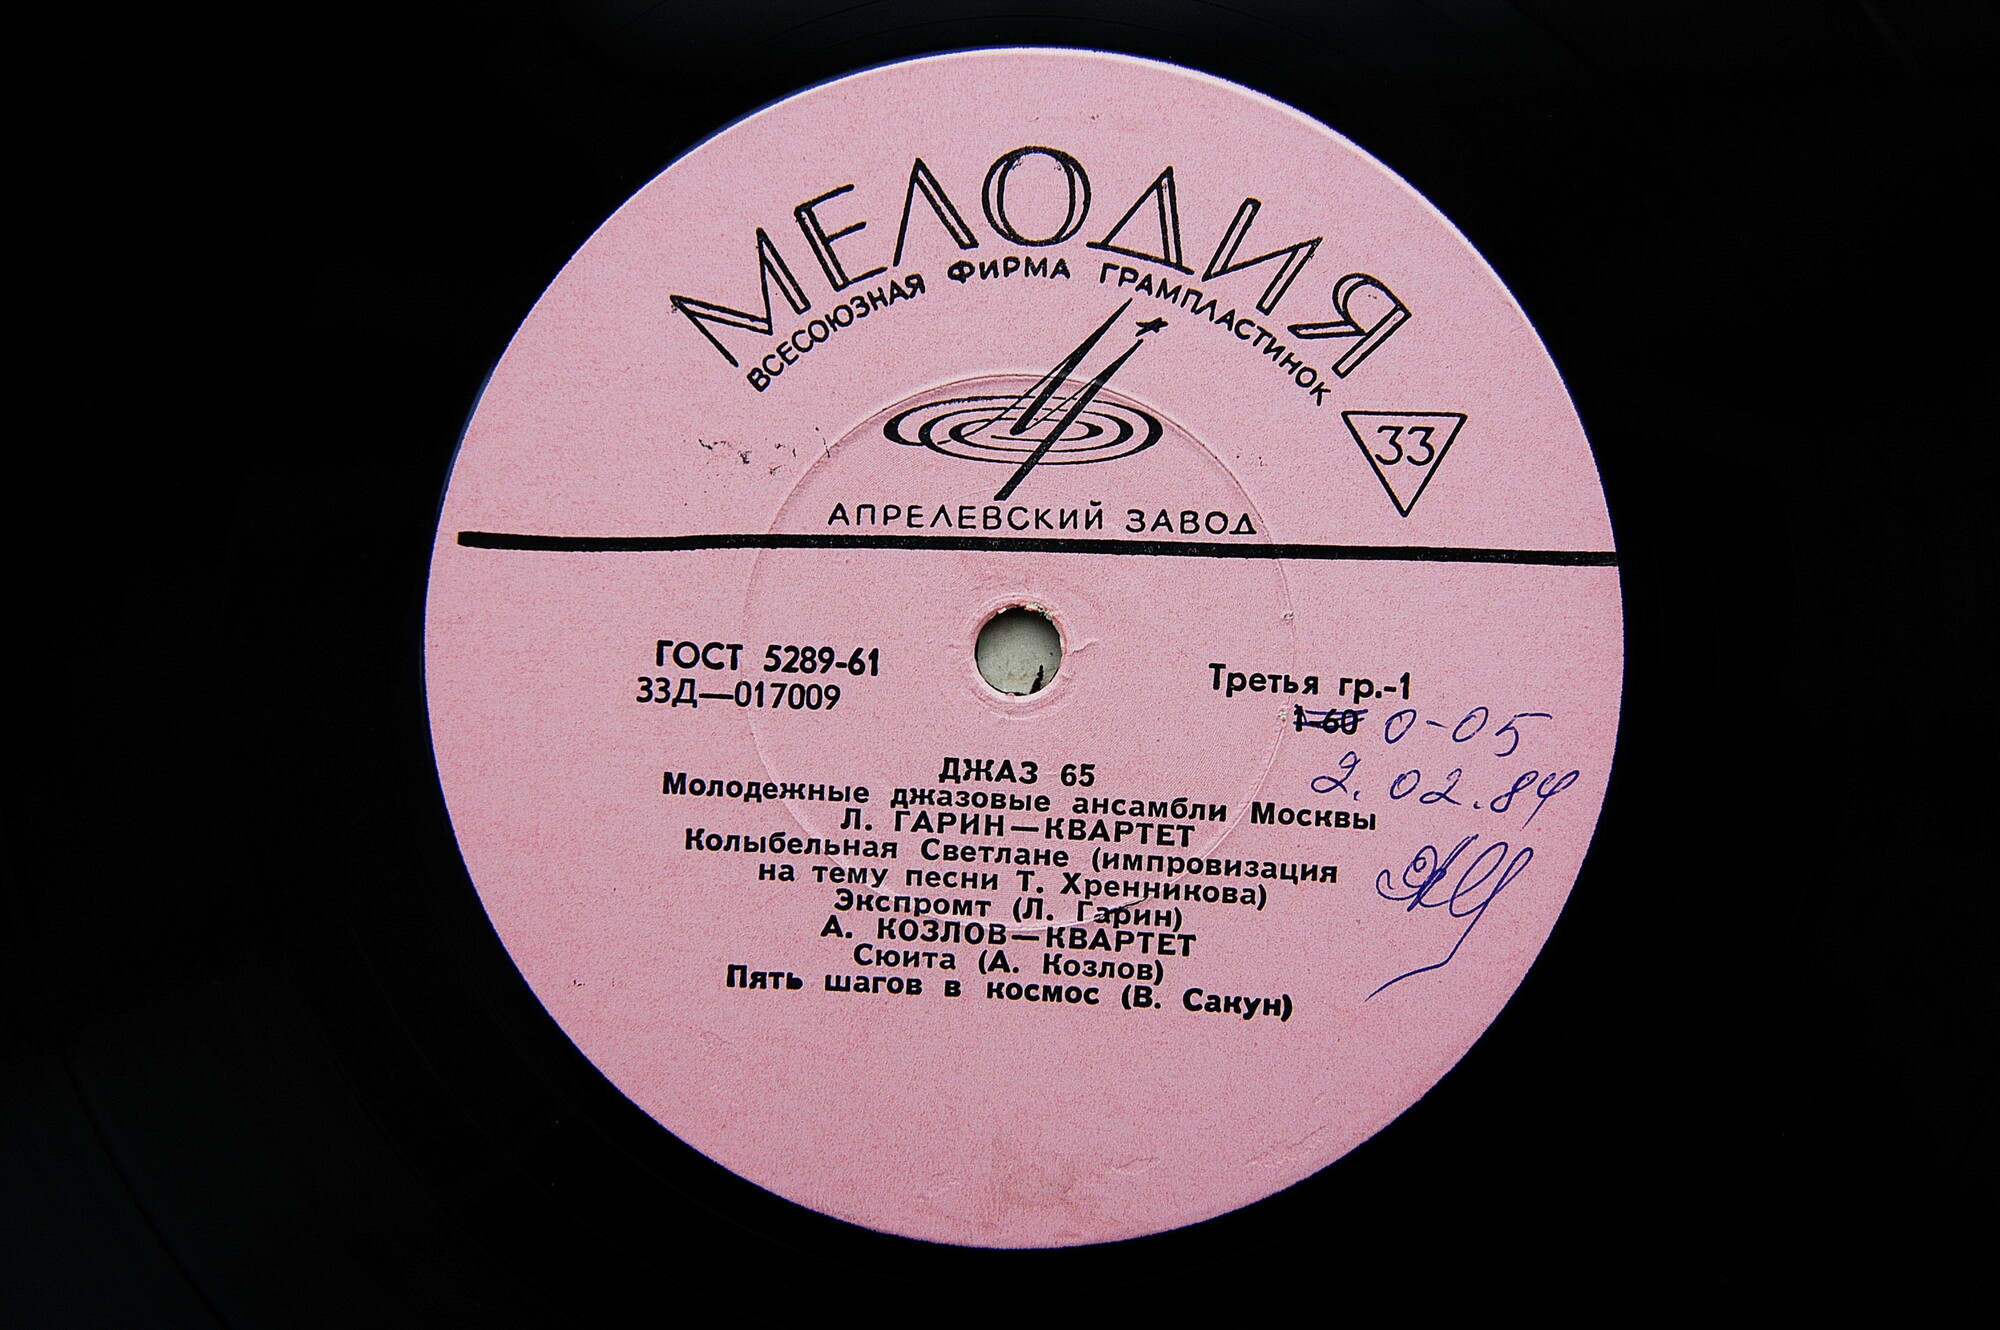 МЕЛОДИЯ
ВСЕСОЮЗНАЯ ФИРМА ГРАМПЛАСТИНОК
33
АПРЕЛЕВСКИЙ ЗАВОД
ГОСТ 5289-61
33Д—017009
Третья гр.-1
1-60 0-05
2.02.84
ДЖАЗ 65
Молодежные джазовые ансамбли Москвы
Л. ГАРИН—КВАРТЕТ
Колыбельная Светлане (импровизация
на тему песни Т. Хренникова)
Экспромт (Л. Гарин)
А. КОЗЛОВ—КВАРТЕТ
Сюита (А. Козлов)
Пять шагов в космос (В. Сакун)